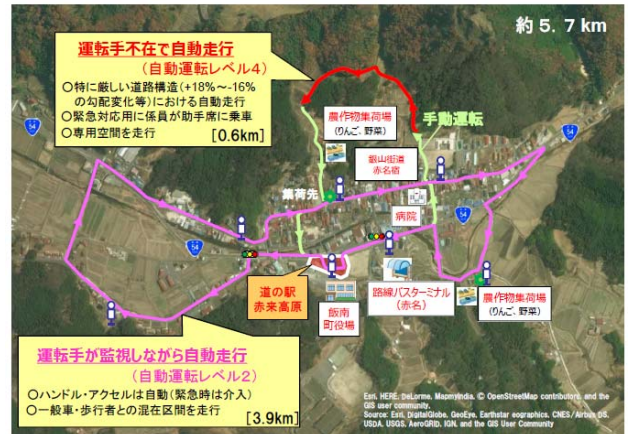 約5.7km
運転手不在で自動走行
(自動運転レベル4)
○特に厳しい道路構造(+18%~-16%
の勾配変化等)における自動走行
○緊急対応用に係員が助手席に乗車
○専用空間を走行 [0.6km]
農作物集荷場
(りんご、野菜)
手動運転
銀山街道
赤名宿
集荷先
病院
54
54
54
54
道の駅
赤来高原
飯南
町役場
路線バスターミナル
(赤名)
農作物集荷場
(りんご、野菜)
運転手が監視しながら自動走行
(自動運転レベル2)
○ハンドル・アクセルは自動(緊急時は介入)
○一般車・歩行者との混在区間を走行
[3.9km]
Esri, HERE, DeLorme, MapmyIndia, © OpenStreetMap contributors, and the
GIS user community.
Source: Esri, DigitalGlobe, GeoEye, Earthstar eographics, CNES/Airbus DS,
USDA, USGS, AeroGRID, IGN, and the GIS User Community